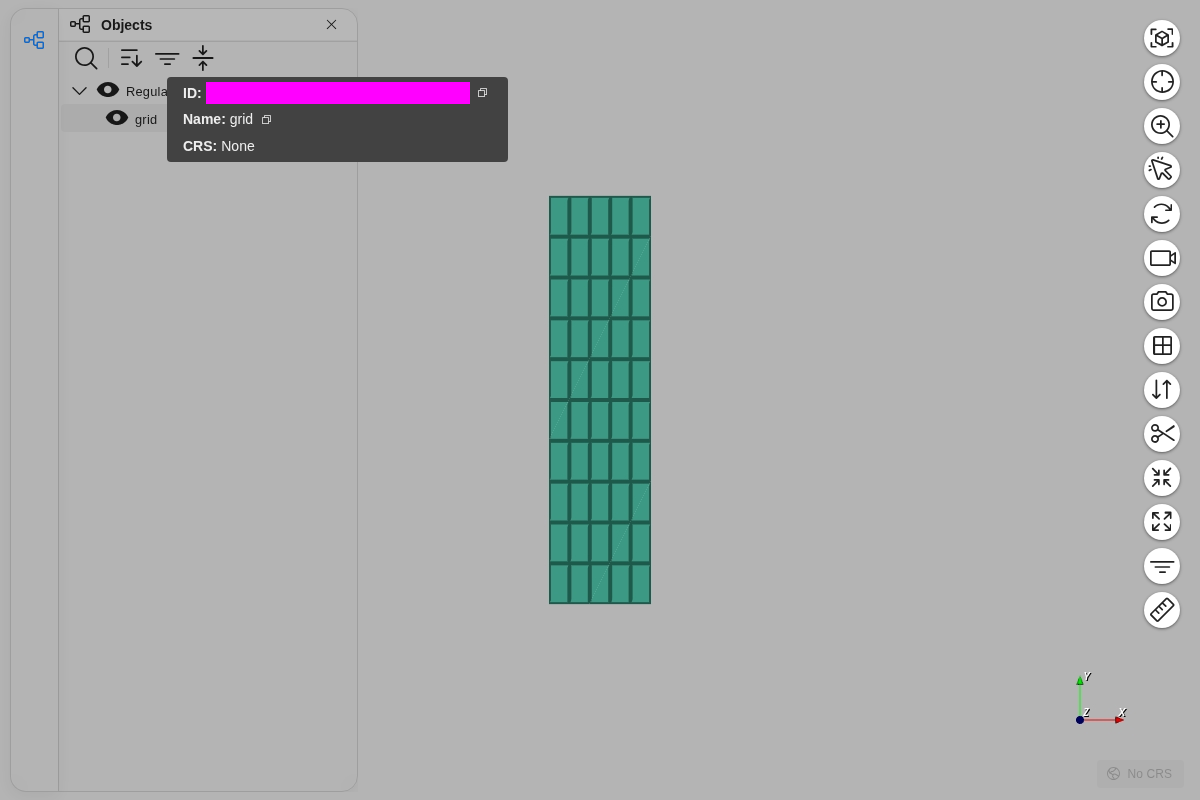 Objects
Regula
grid
ID:
Name: grid
CRS: None
Y
Z
X
No CRS